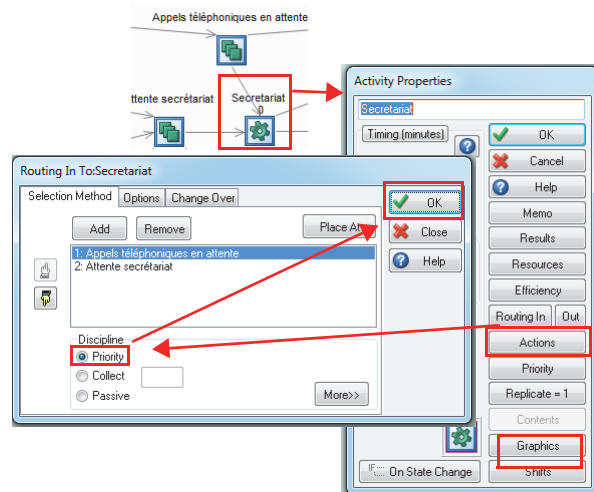 Appels téléphoniques en attente
ttente secrétariat
Secretariat
0
Activity Properties
Secretariat
Timing (minutes)
OK
Cancel
Help
Memo
Results
Resources
Efficiency
Routing In
Out
Actions
Priority
Replicate = 1
Contents
Graphics
IF.... On State Change
Shifts
Routing In To:Secretariat
Selection Method
Options
Change Over
Add
Remove
Place At
OK
Close
Help
1: Appels téléphoniques en attente
2: Attente secrétariat
Discipline
Priority
Collect
Passive
More>>